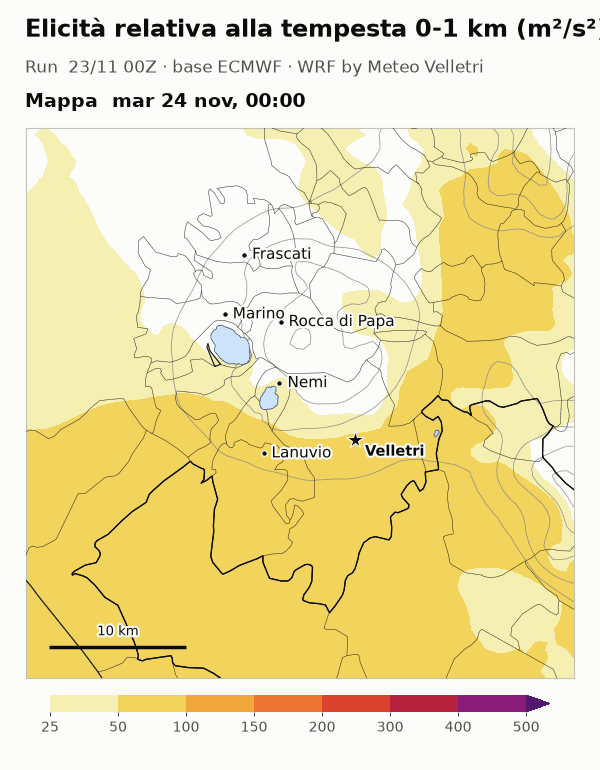 Elicità relativa alla tempesta 0-1 km (m²/s²)
Run  23/11 00Z · base ECMWF · WRF by Meteo Velletri
Mappa  mar 24 nov, 00:00
Frascati
Marino
Rocca di Papa
Nemi
Velletri
Lanuvio
10 km
25 50 100 150 200 300 400 500